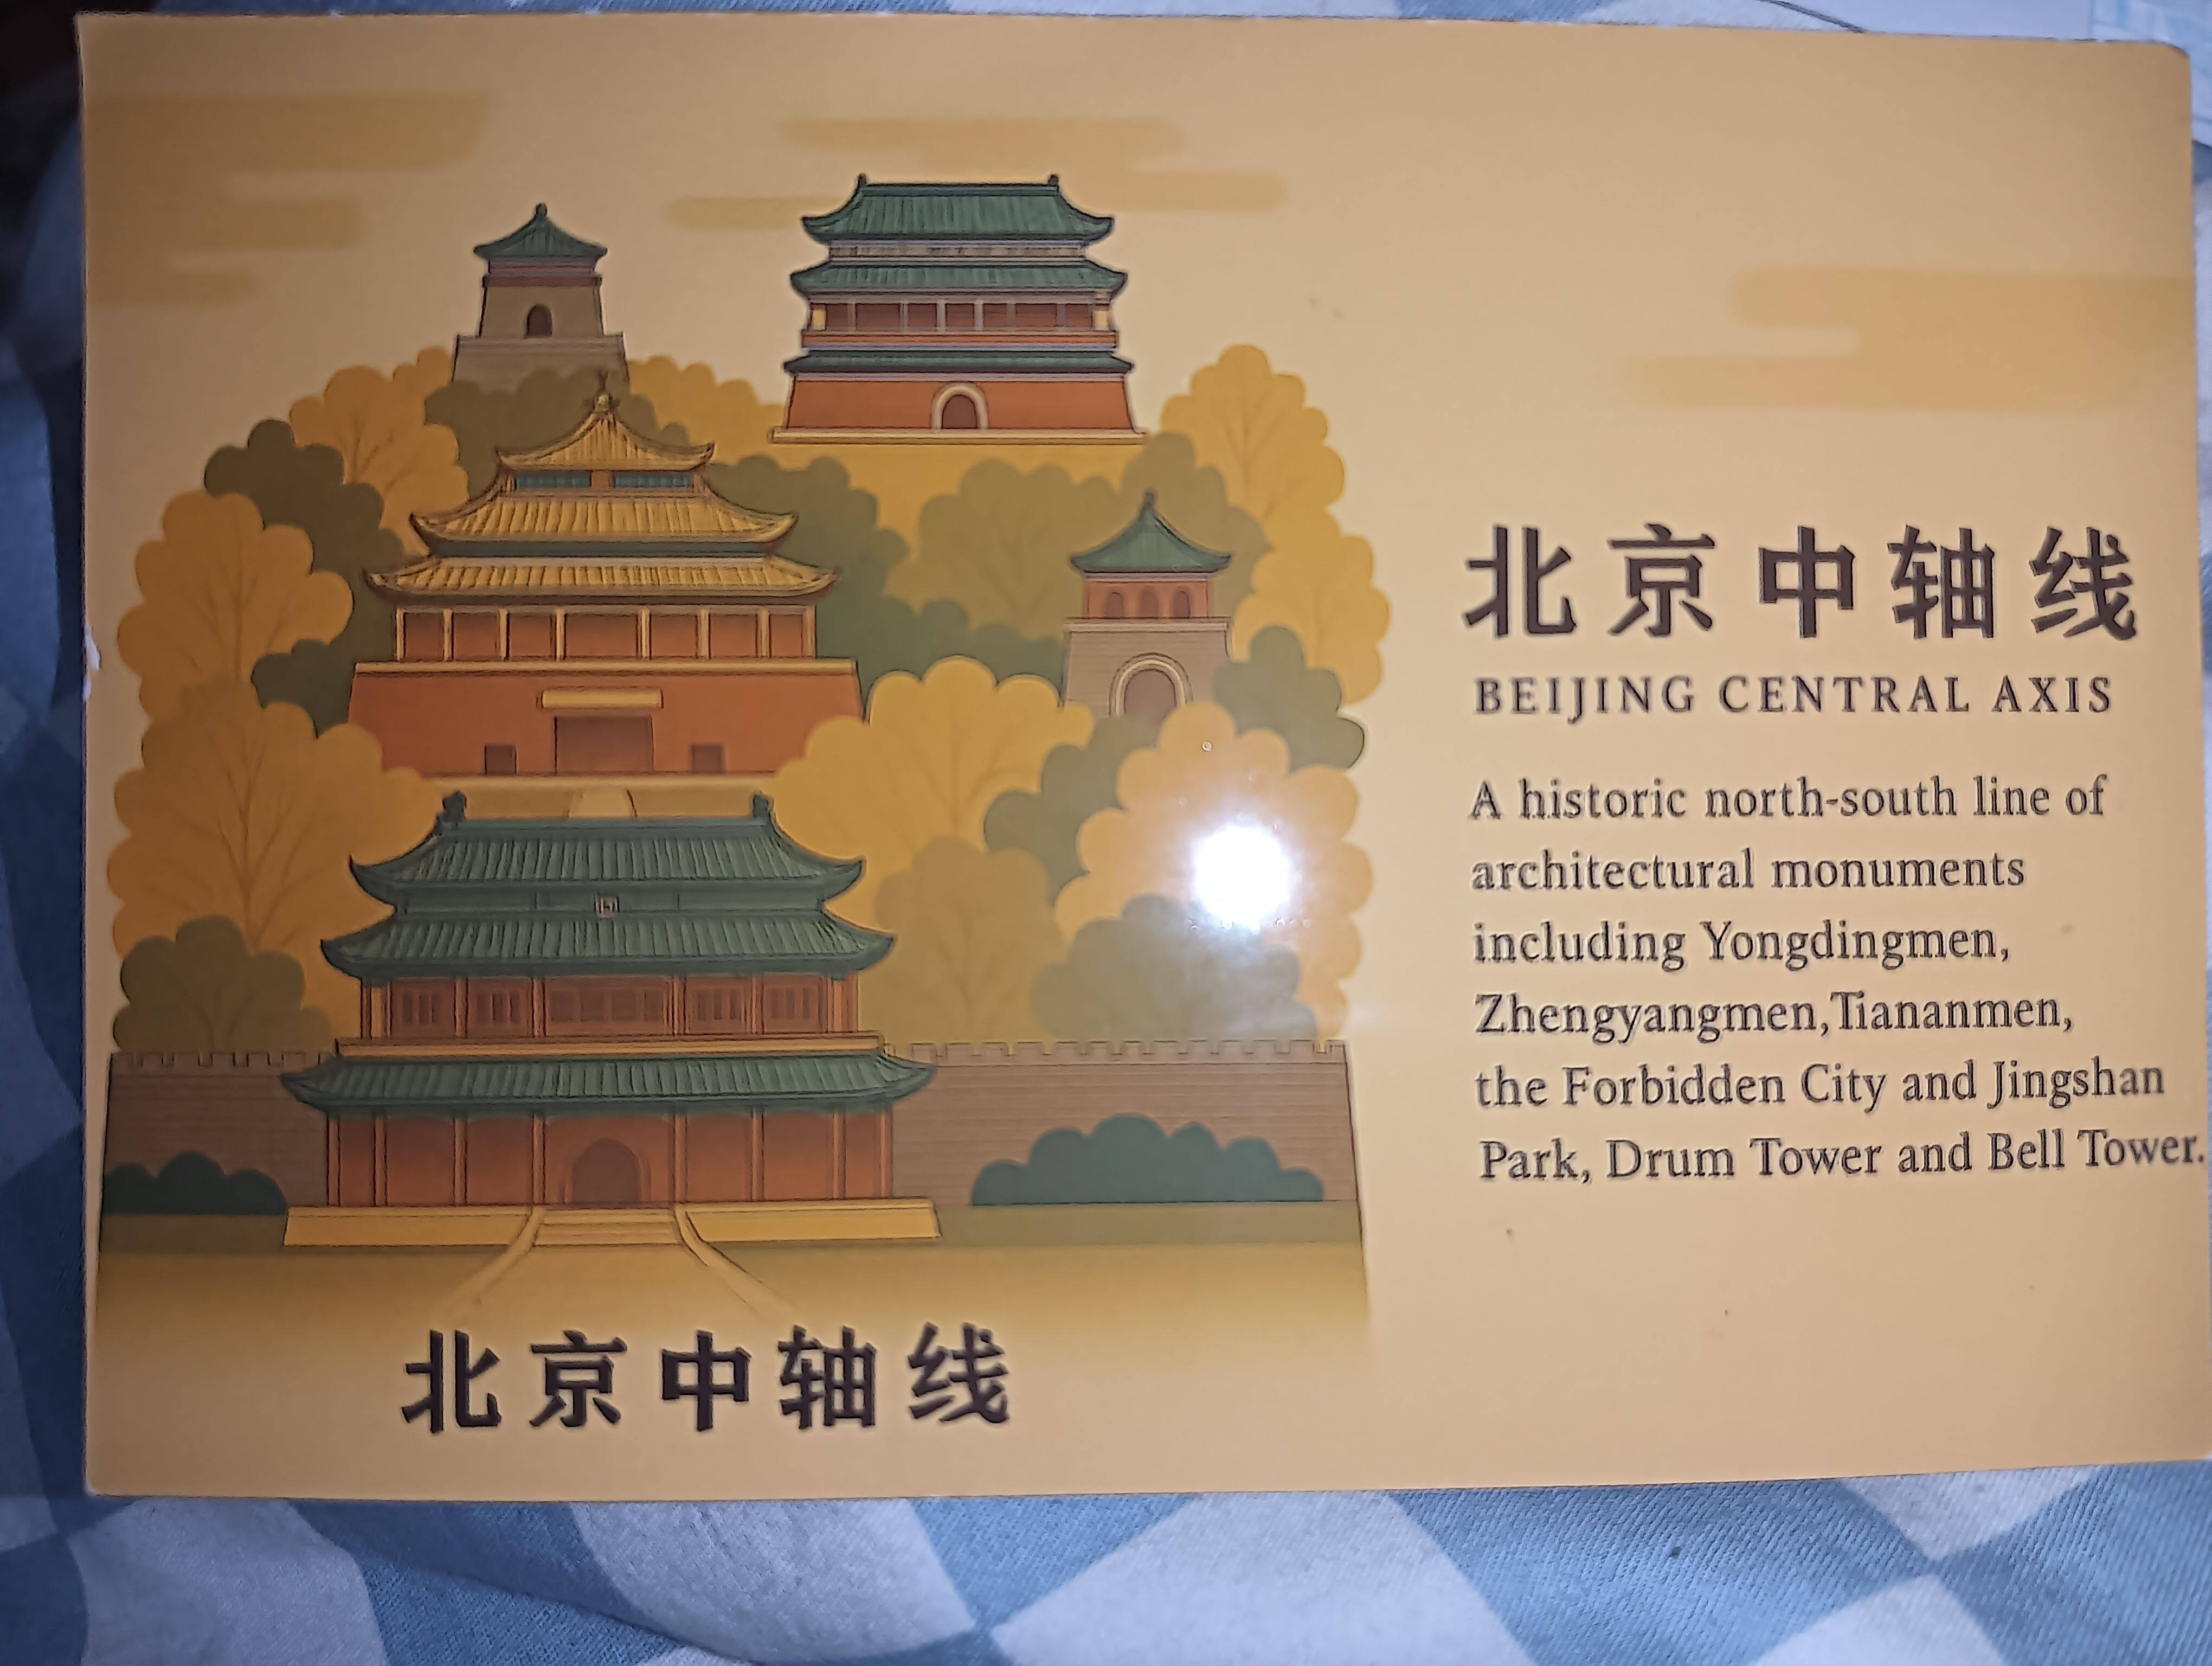 北京中轴线
BEIJING CENTRAL AXIS
A historic north-south line of
architectural monuments
including Yongdingmen,
Zhengyangmen,Tiananmen,
the Forbidden City and Jingshan
Park, Drum Tower and Bell Tower.
北京中轴线